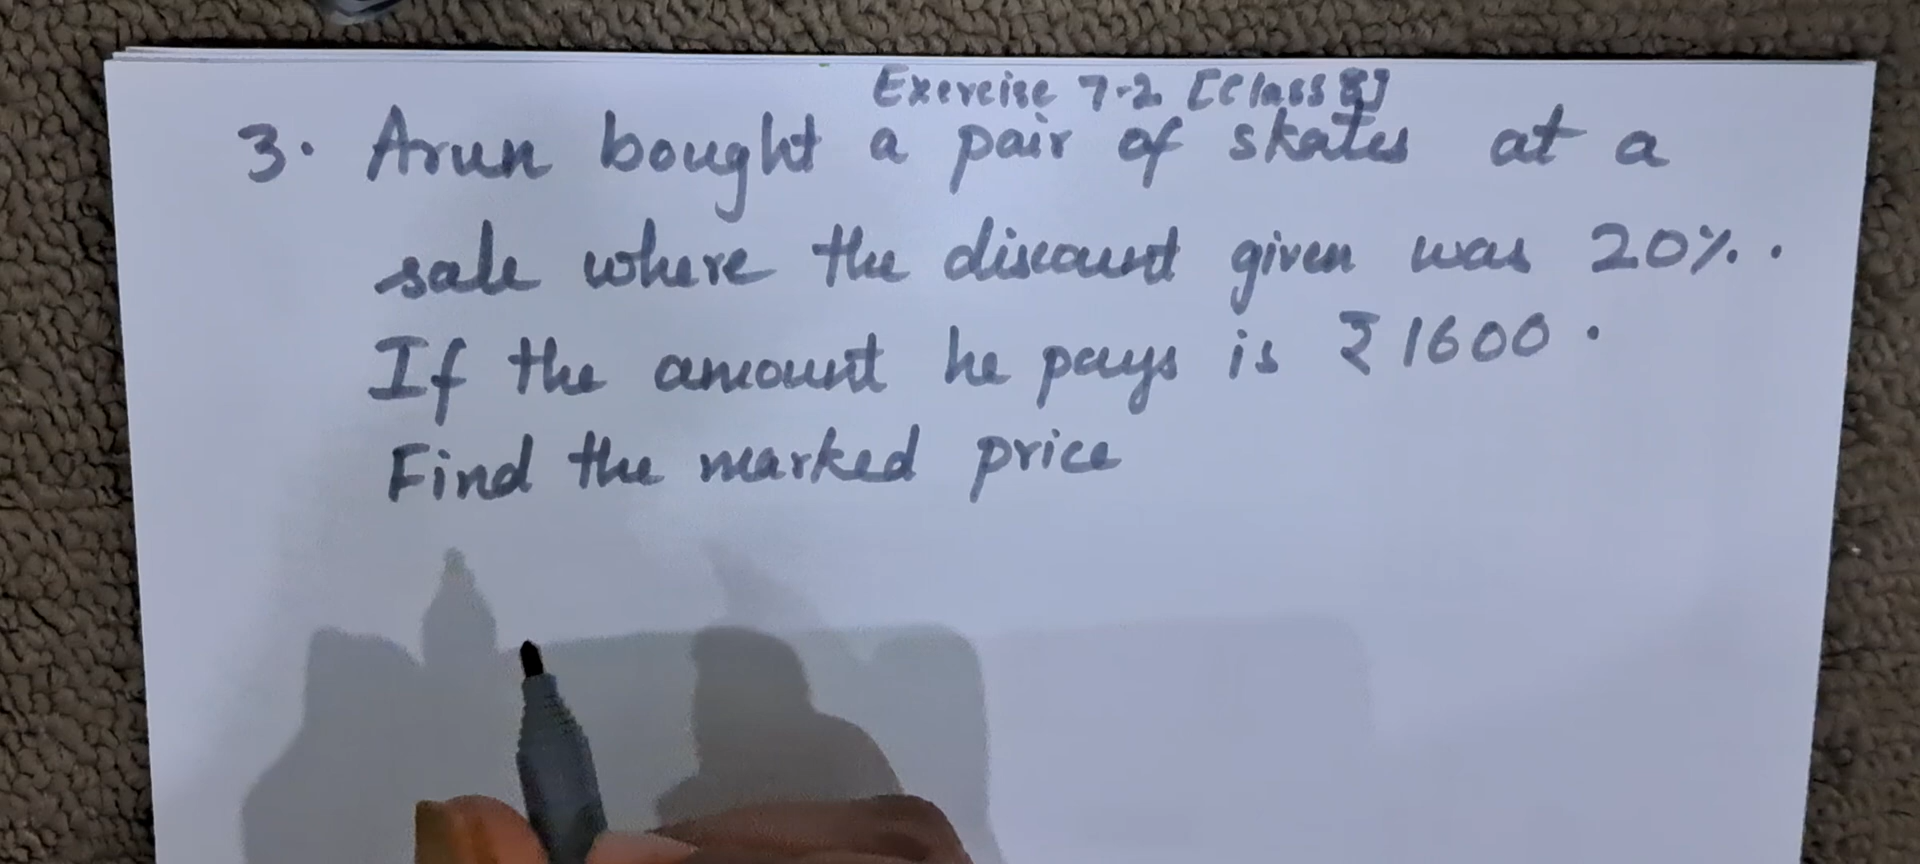 Exercise 7.2 [Class 8]
3. Arun bought a pair of skates at a
sale where the discount given was 20%.
If the amount he pays is ₹1600.
Find the marked price